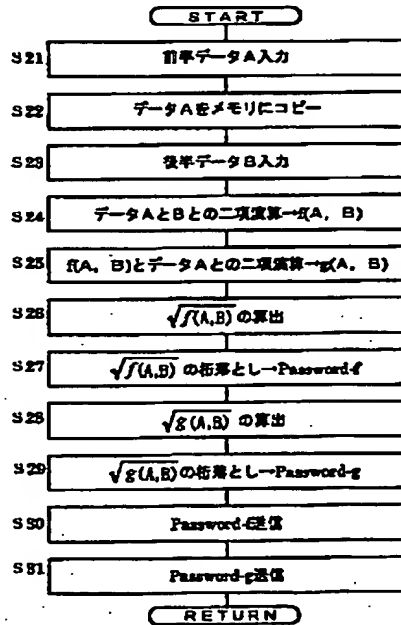 START
S21 前半データA入力
S22 データAをメモリにコピー
S23 後半データB入力
S24 データAとBとの二項演算→f(A, B)
S25 f(A, B)とデータAとの二項演算→g(A, B)
S26 √f(A,B) の算出
S27 √f(A,B) の桁落とし→Password-f
S28 √g(A,B) の算出
S29 √g(A,B) の桁落とし→Password-g
S30 Password-f送信
S31 Password-g送信
RETURN